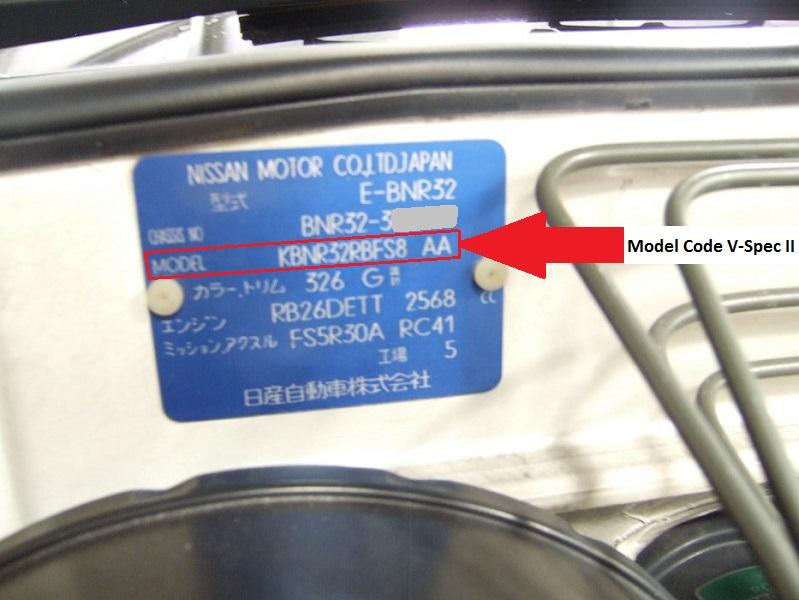 NISSAN MOTOR CO.,LTD.JAPAN
型式 E-BNR32
CHASSIS NO BNR32-3
MODEL KBNR32RBFS8 AA
カラー,トリム 326 G
エンジン RB26DETT 2568 cc
ミッション,アクスル FS5R30A RC41
工場 5
日産自動車株式会社
Model Code V-Spec II